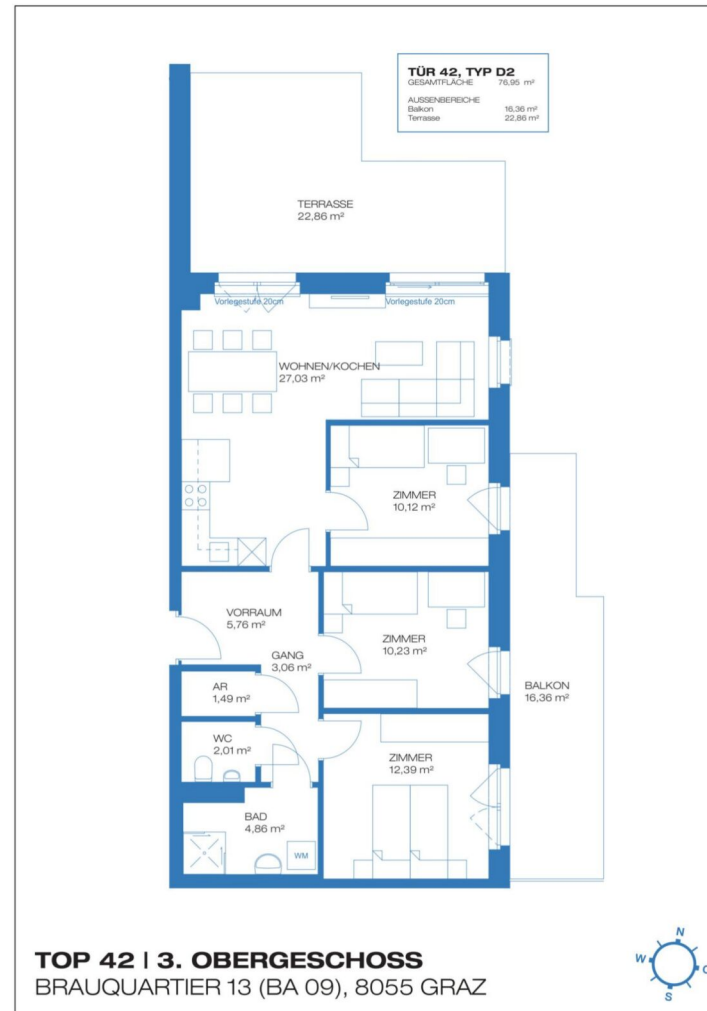 TÜR 42, TYP D2
GESAMTFLÄCHE 76,95 m²
AUSSENBEREICHE
Balkon 16,36 m²
Terrasse 22,86 m²
TERRASSE
22,86 m²
Vorlegestufe 20cm
Vorlegestufe 20cm
WOHNEN/KOCHEN
27,03 m²
ZIMMER
10,12 m²
VORRAUM
5,76 m²
GANG
3,06 m²
ZIMMER
10,23 m²
AR
1,49 m²
BALKON
16,36 m²
WC
2,01 m²
ZIMMER
12,39 m²
BAD
4,86 m²
WM
TOP 42 | 3. OBERGESCHOSS
BRAUQUARTIER 13 (BA 09), 8055 GRAZ
N
W
O
S